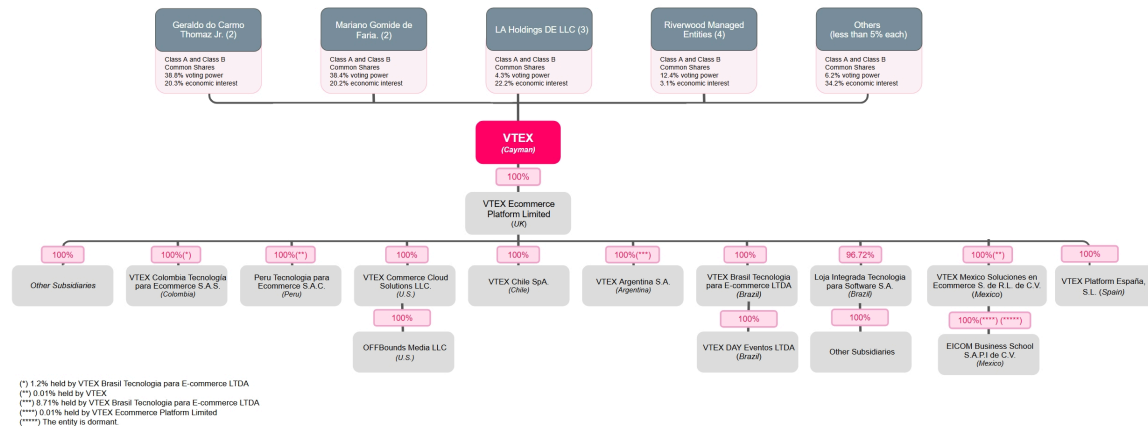 Geraldo do Carmo
Thomaz Jr. (2)
Class A and Class B
Common Shares
38.8% voting power
20.3% economic interest
Mariano Gomide de
Faria. (2)
Class A and Class B
Common Shares
38.4% voting power
20.2% economic interest
LA Holdings DE LLC (3)
Class A and Class B
Common Shares
4.3% voting power
22.2% economic interest
Riverwood Managed
Entities (4)
Class A and Class B
Common Shares
12.4% voting power
3.1% economic interest
Others
(less than 5% each)
Class A and Class B
Common Shares
6.2% voting power
34.2% economic interest
VTEX
(Cayman)
100%
VTEX Ecommerce
Platform Limited
(UK)
100%
Other Subsidiaries
100%(*)
VTEX Colombia Tecnología
para Ecommerce S.A.S.
(Colombia)
100%(**)
Peru Tecnologia para
Ecommerce S.A.C.
(Peru)
100%
VTEX Commerce Cloud
Solutions LLC.
(U.S.)
100%
OFFBounds Media LLC
(U.S.)
100%
VTEX Chile SpA.
(Chile)
100%(***)
VTEX Argentina S.A.
(Argentina)
100%
VTEX Brasil Tecnologia
para E-commerce LTDA
(Brazil)
100%
VTEX DAY Eventos LTDA
(Brazil)
96.72%
Loja Integrada Tecnologia
para Software S.A.
(Brazil)
100%
Other Subsidiaries
100%(**)
VTEX Mexico Soluciones en
Ecommerce S. de R.L. de C.V.
(Mexico)
100%(****) (*****)
EICOM Business School
S.A.P.I de C.V.
(Mexico)
100%
VTEX Platform España,
S.L. (Spain)
(*) 1.2% held by VTEX Brasil Tecnologia para E-commerce LTDA
(**) 0.01% held by VTEX
(***) 8.71% held by VTEX Brasil Tecnologia para E-commerce LTDA
(****) 0.01% held by VTEX Ecommerce Platform Limited
(*****) The entity is dormant.